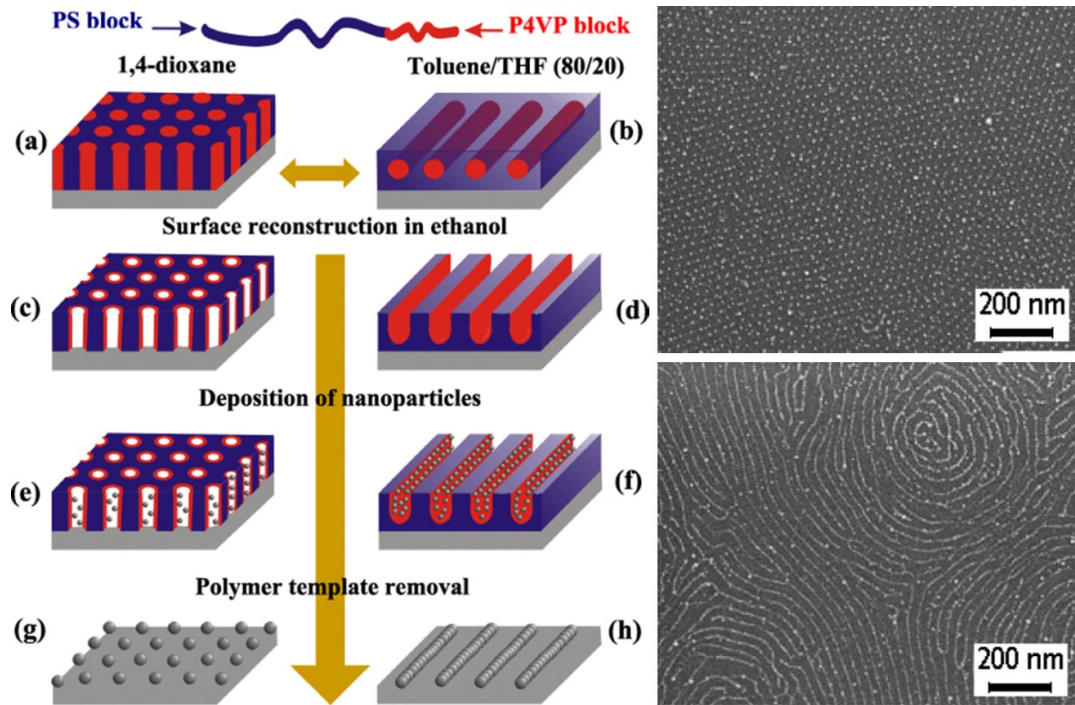 PS block
P4VP block
1,4-dioxane
Toluene/THF (80/20)
(a)
(b)
Surface reconstruction in ethanol
(c)
(d)
Deposition of nanoparticles
(e)
(f)
Polymer template removal
(g)
(h)
200 nm
200 nm